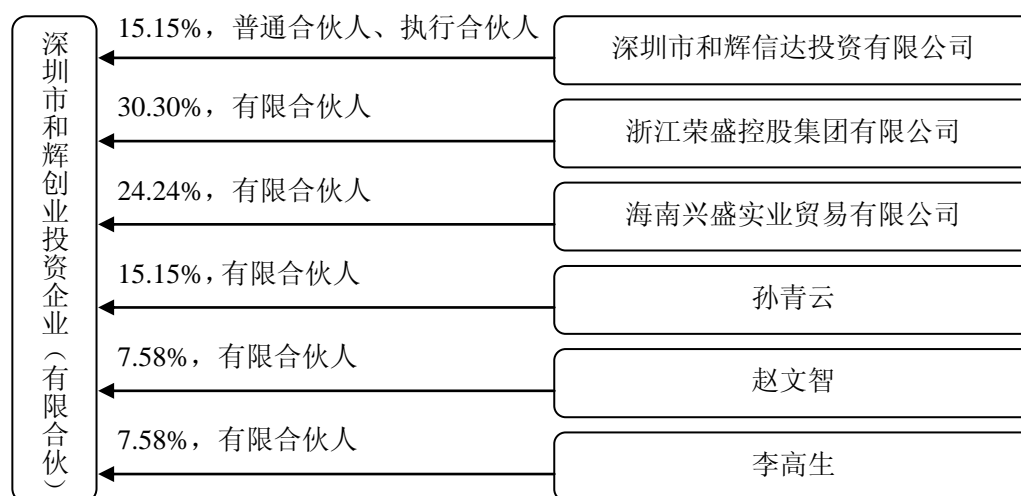 深圳市和辉创业投资企业（有限合伙）
15.15%，普通合伙人、执行合伙人
深圳市和辉信达投资有限公司
30.30%，有限合伙人
浙江荣盛控股集团有限公司
24.24%，有限合伙人
海南兴盛实业贸易有限公司
15.15%，有限合伙人
孙青云
7.58%，有限合伙人
赵文智
7.58%，有限合伙人
李高生